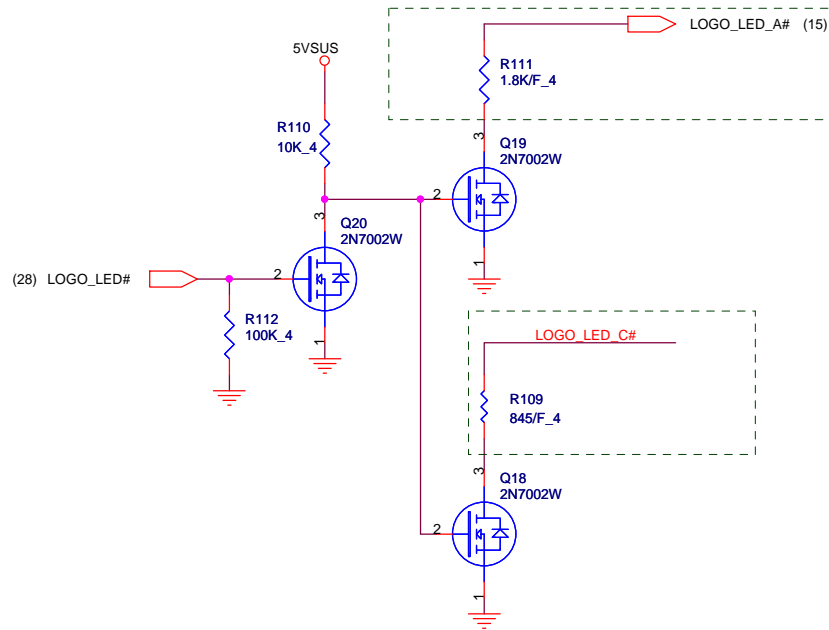 LOGO_LED_A# (15)
5VSUS
R111
1.8K/F_4
R110
10K_4
3
Q19
2N7002W
2
3
Q20
2N7002W
1
(28) LOGO_LED#
2
R112
100K_4
1
LOGO_LED_C#
R109
845/F_4
3
Q18
2N7002W
2
1